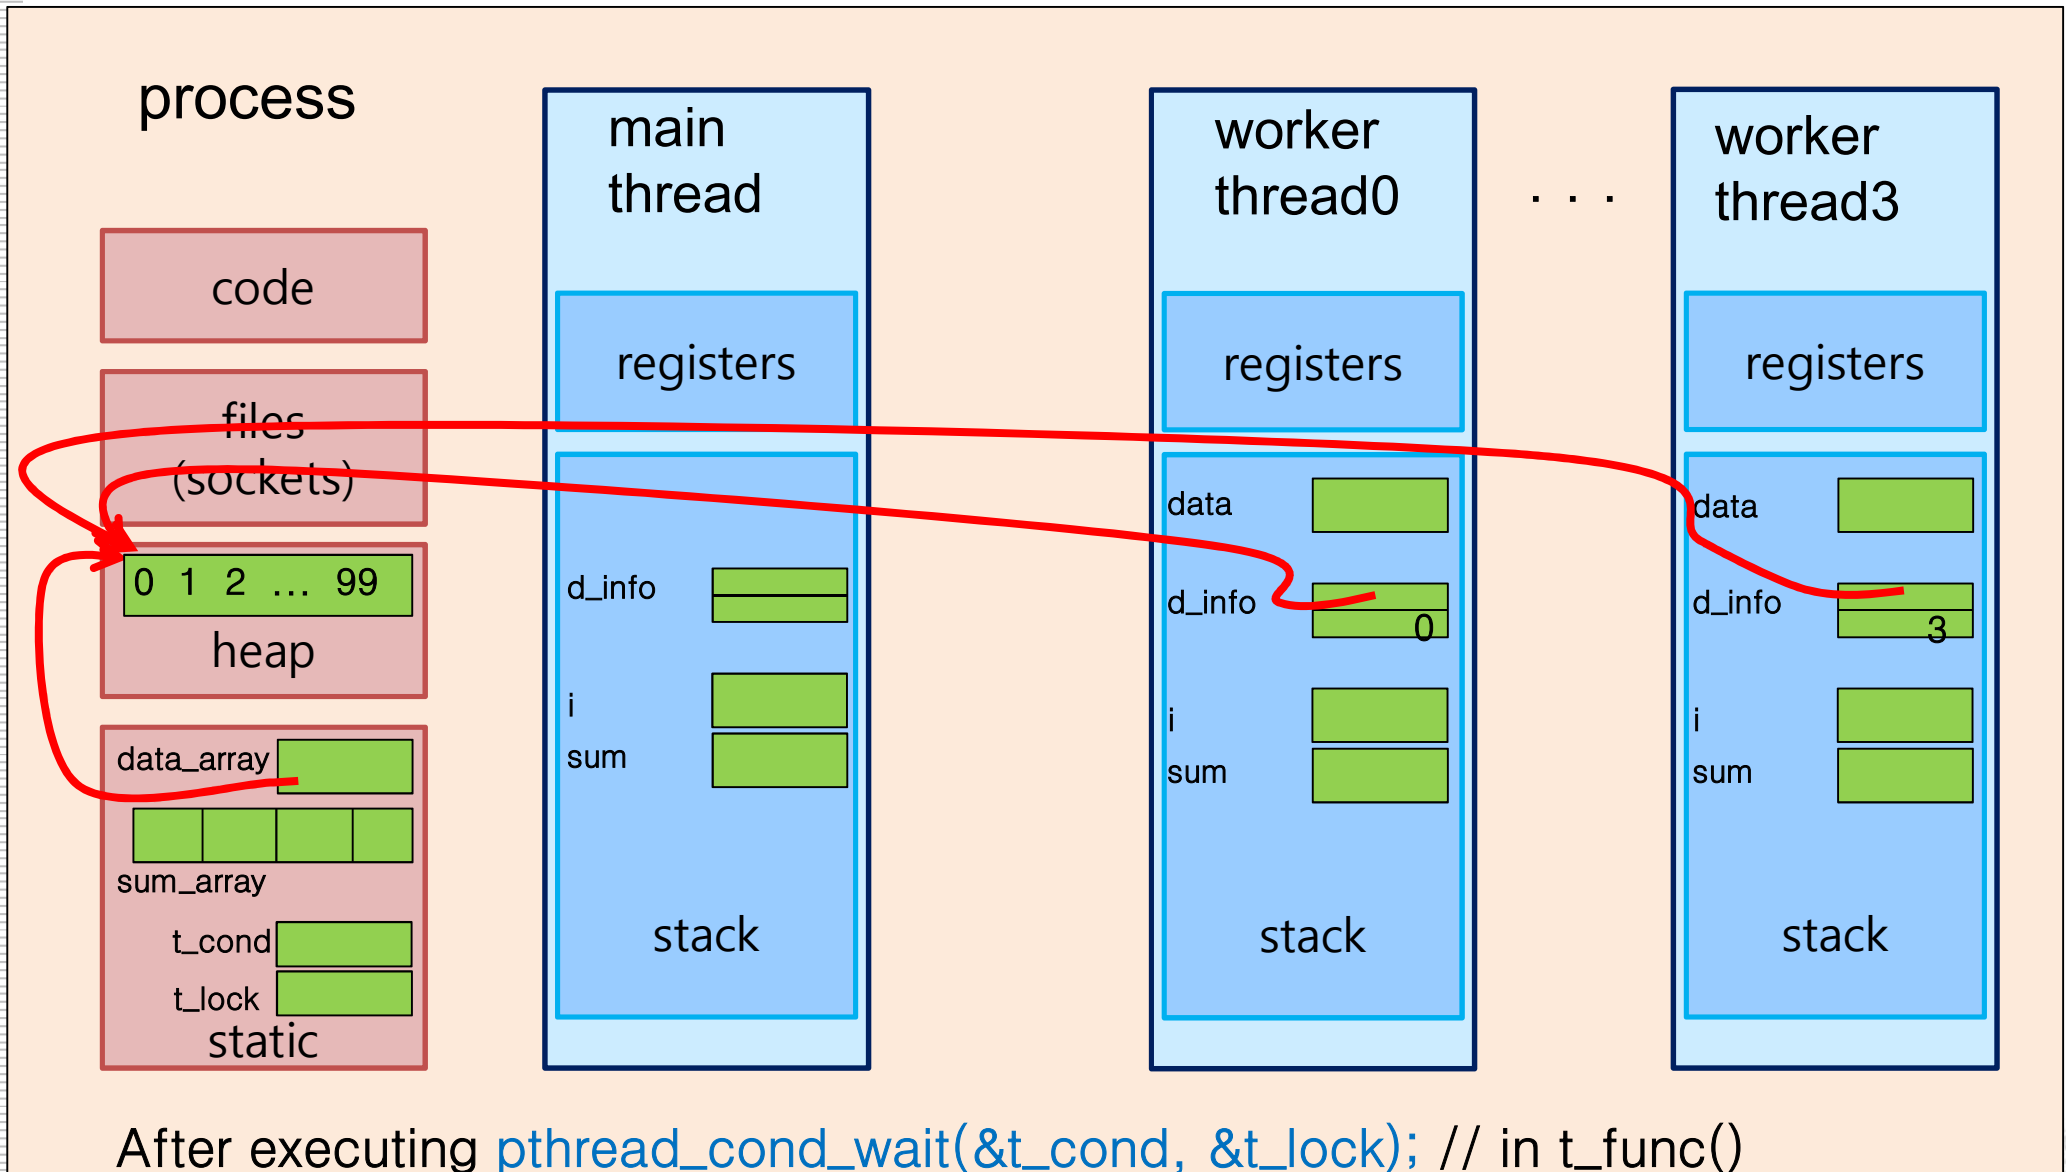 process
code
files
(sockets)
0 1 2 ... 99
heap
data_array
sum_array
t_cond
t_lock
static
main
thread
registers
d_info
i
sum
stack
worker
thread0
registers
data
d_info
0
i
sum
stack
. . .
worker
thread3
registers
data
d_info
3
i
sum
stack
After executing pthread_cond_wait(&t_cond, &t_lock); // in t_func()